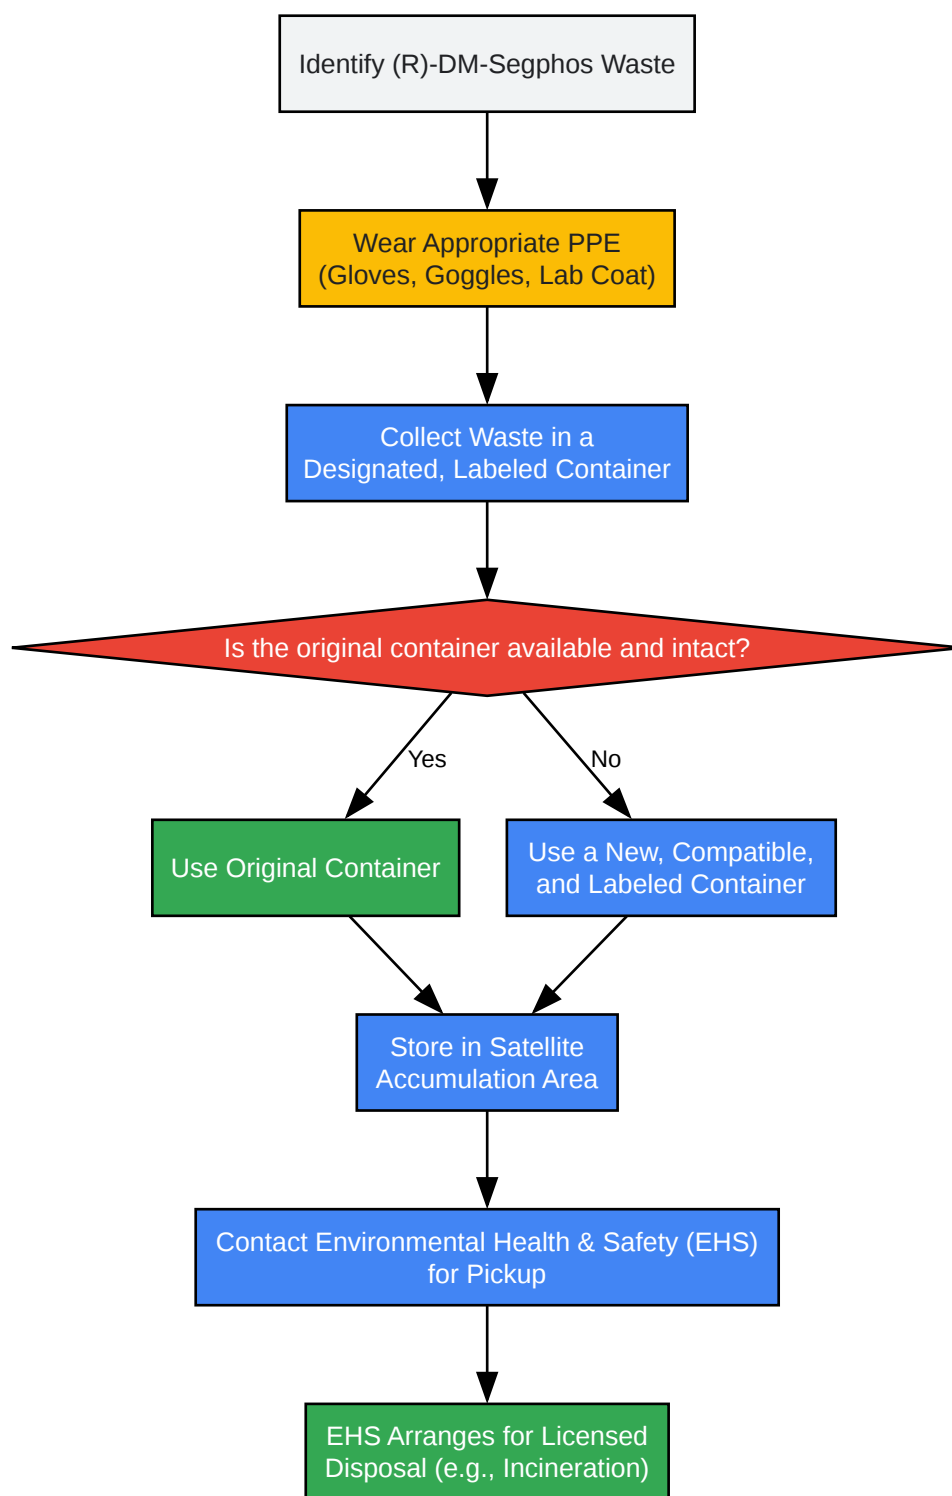 Identify (R)-DM-Segphos Waste
Wear Appropriate PPE
(Gloves, Goggles, Lab Coat)
Collect Waste in a
Designated, Labeled Container
Is the original container available and intact?
Yes
No
Use Original Container
Use a New, Compatible,
and Labeled Container
Store in Satellite
Accumulation Area
Contact Environmental Health & Safety (EHS)
for Pickup
EHS Arranges for Licensed
Disposal (e.g., Incineration)